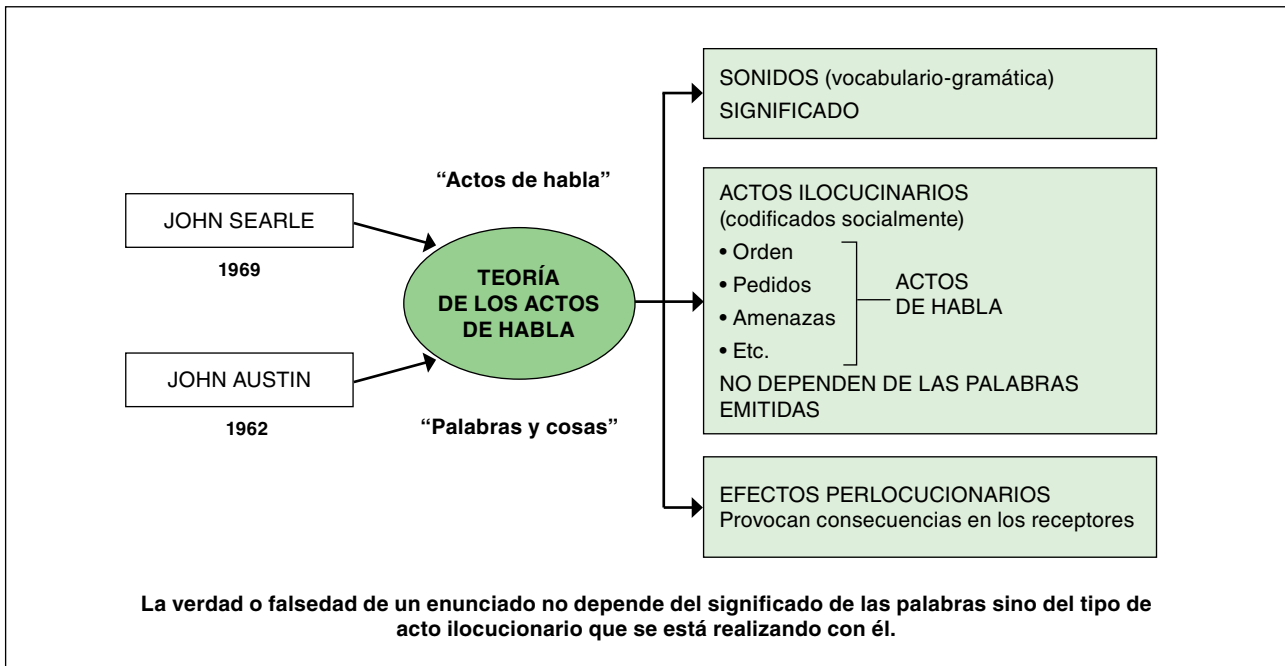 SONIDOS (vocabulario-gramática)
SIGNIFICADO
“Actos de habla”
JOHN SEARLE
1969
TEORÍA
DE LOS ACTOS
DE HABLA
JOHN AUSTIN
1962
“Palabras y cosas”
ACTOS ILOCUCINARIOS
(codificados socialmente)
• Orden
• Pedidos
• Amenazas
• Etc.
ACTOS
DE HABLA
NO DEPENDEN DE LAS PALABRAS
EMITIDAS
EFECTOS PERLOCUCIONARIOS
Provocan consecuencias en los receptores
La verdad o falsedad de un enunciado no depende del significado de las palabras sino del tipo de
acto ilocucionario que se está realizando con él.